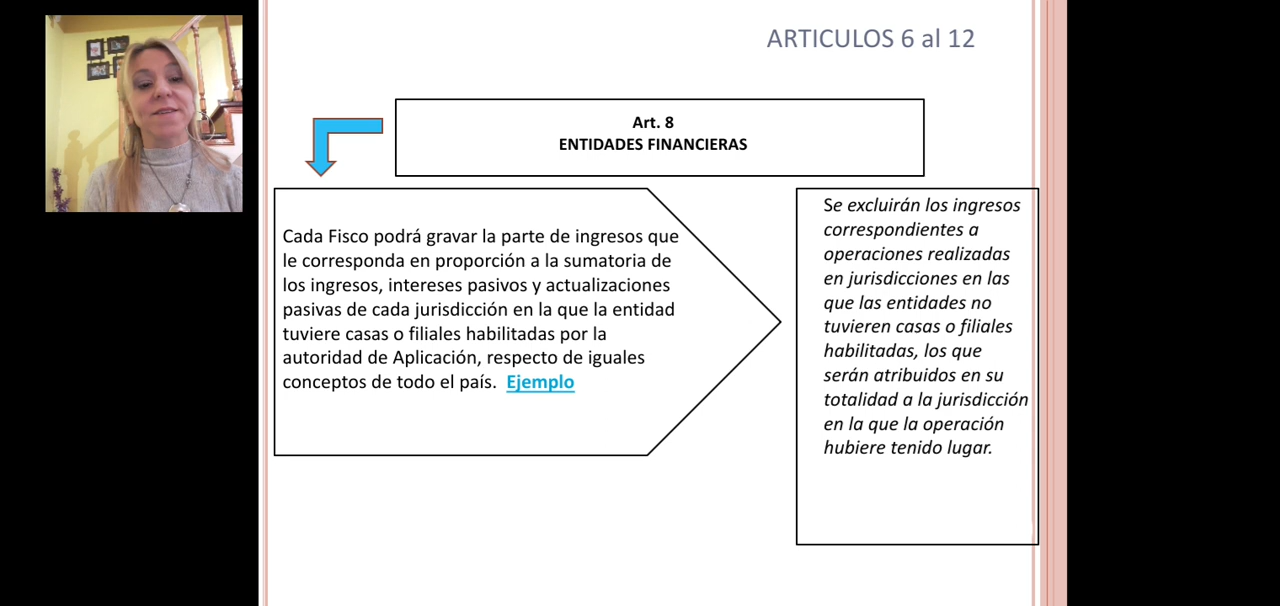 ARTICULOS 6 al 12
Art. 8
ENTIDADES FINANCIERAS
Cada Fisco podrá gravar la parte de ingresos que
le corresponda en proporción a la sumatoria de
los ingresos, intereses pasivos y actualizaciones
pasivas de cada jurisdicción en la que la entidad
tuviere casas o filiales habilitadas por la
autoridad de Aplicación, respecto de iguales
conceptos de todo el país. Ejemplo
Se excluirán los ingresos
correspondientes a
operaciones realizadas
en jurisdicciones en las
que las entidades no
tuvieren casas o filiales
habilitadas, los que
serán atribuidos en su
totalidad a la jurisdicción
en la que la operación
hubiere tenido lugar.